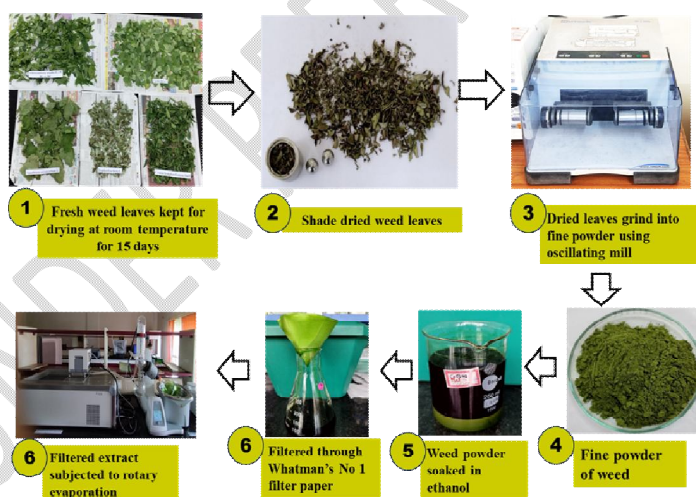 1
Fresh weed leaves kept for
drying at room temperature
for 15 days
2
Shade dried weed leaves
3
Dried leaves grind into
fine powder using
oscillating mill
4
Fine powder
of weed
5
Weed powder
soaked in
ethanol
6
Filtered through
Whatman's No 1
filter paper
6
Filtered extract
subjected to rotary
evaporation